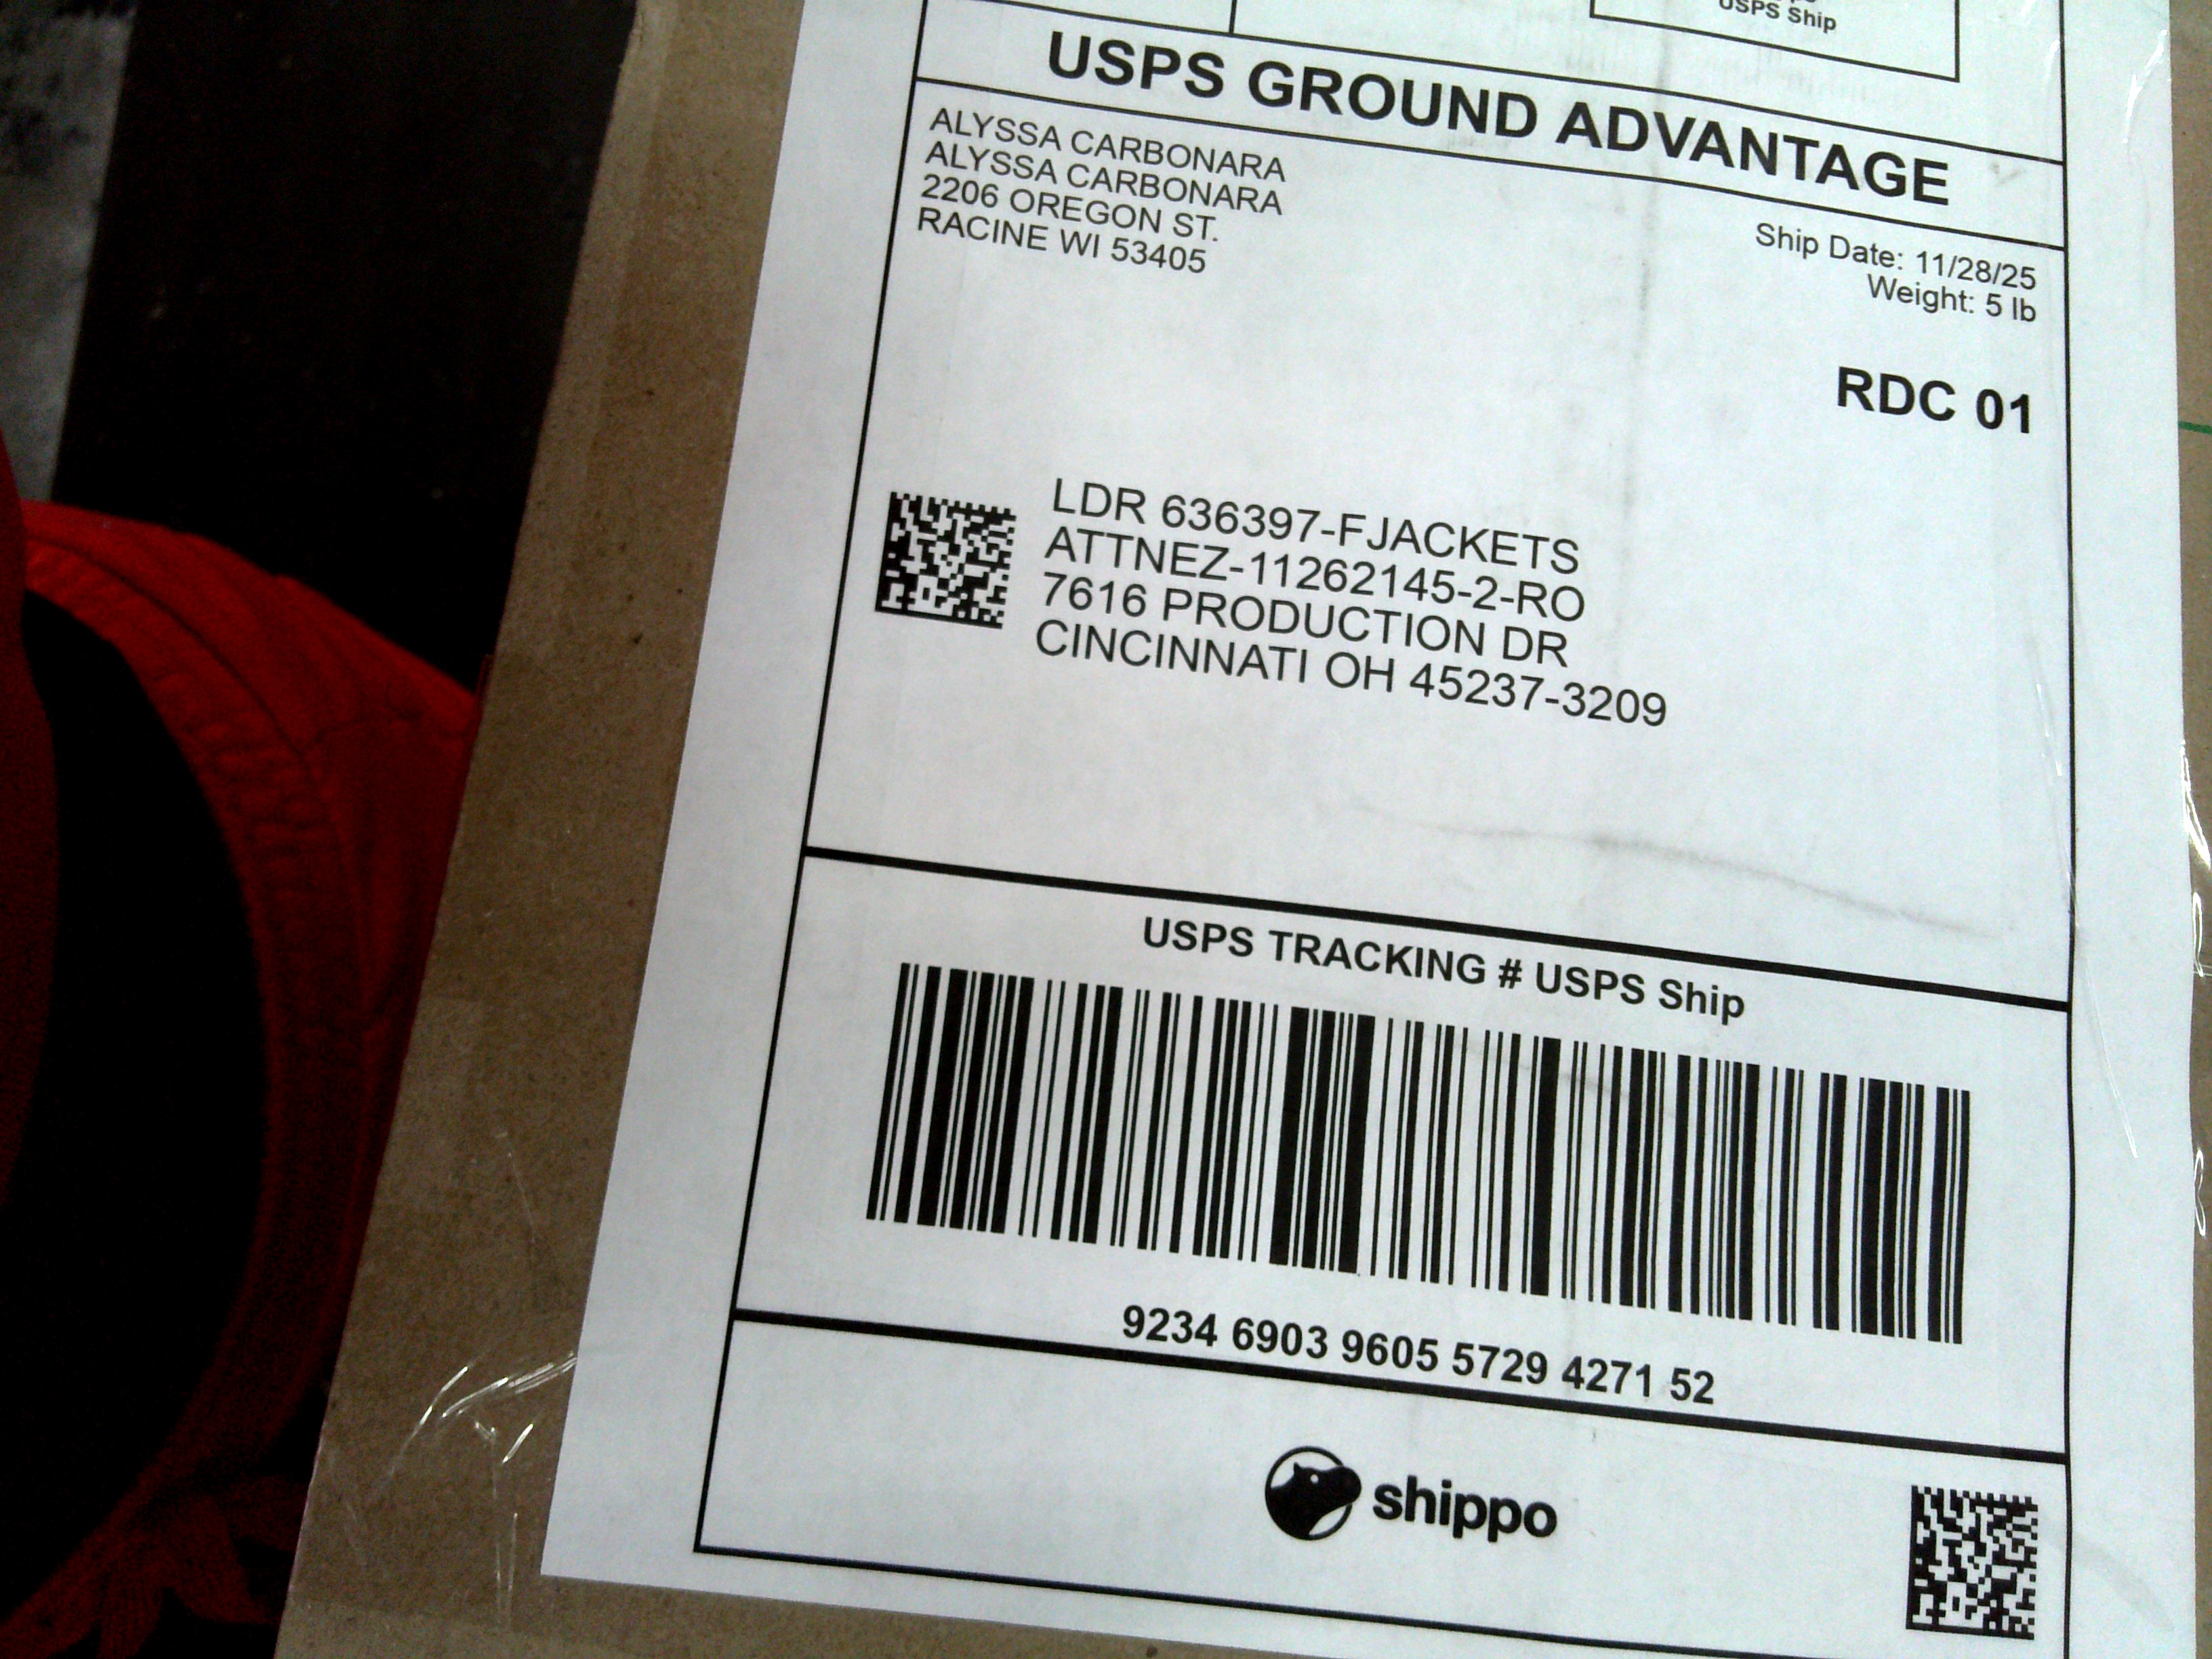 USPS Ship
USPS GROUND ADVANTAGE
ALYSSA CARBONARA
ALYSSA CARBONARA
2206 OREGON ST.
RACINE WI 53405
Ship Date: 11/28/25
Weight: 5 lb
RDC 01
LDR 636397-FJACKETS
ATTNEZ-11262145-2-RO
7616 PRODUCTION DR
CINCINNATI OH 45237-3209
USPS TRACKING # USPS Ship
9234 6903 9605 5729 4271 52
shippo